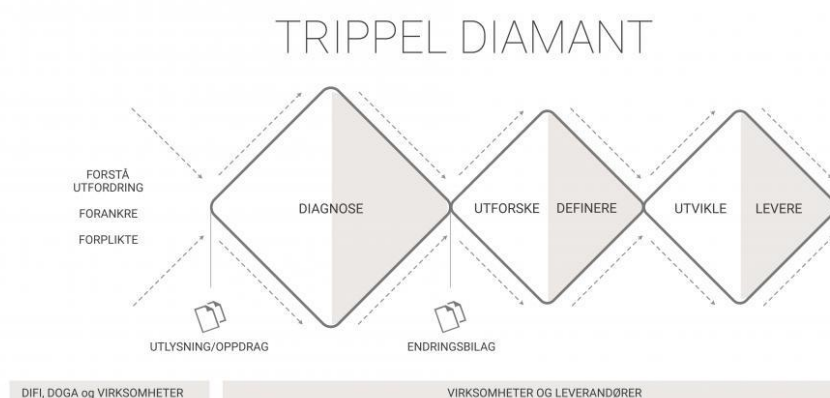 TRIPPEL DIAMANT
FORSTÅ
UTFORDRING
FORANKRE
FORPLIKTE
DIAGNOSE
UTFORSKE
DEFINERE
UTVIKLE
LEVERE
UTLYSNING/OPPDRAG
ENDRINGSBILAG
DIFI, DOGA og VIRKSOMHETER
VIRKSOMHETER OG LEVERANDØRER